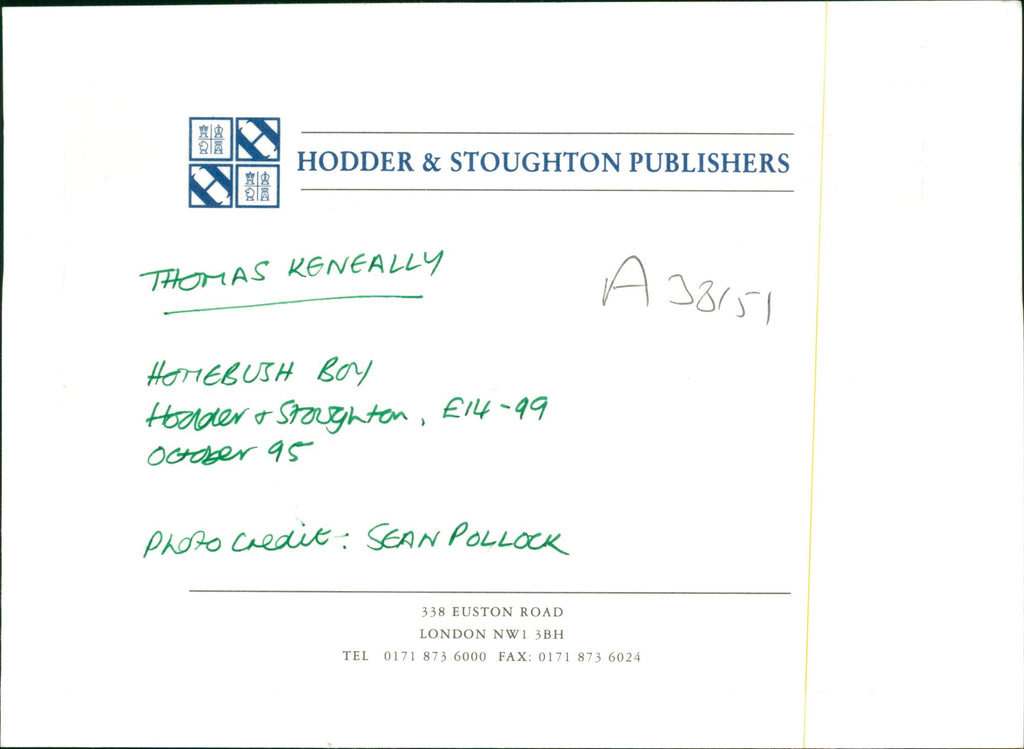 HODDER & STOUGHTON PUBLISHERS
THOMAS KENEALLY
A38151
HOMEBUSH BOY
Hodder + Stoughton, £14-99
October 95
Photo credit: SEAN POLLOCK
338 EUSTON ROAD
LONDON NW1 3BH
TEL 0171 873 6000 FAX: 0171 873 6024